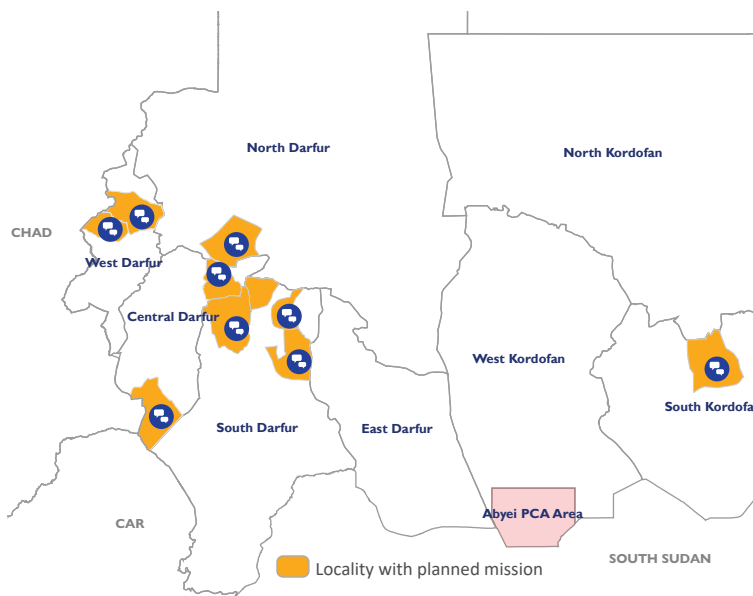 North Darfur
North Kordofan
CHAD
West Darfur
Central Darfur
West Kordofan
South Kordofa
South Darfur
East Darfur
Abyei PCA Area
CAR
SOUTH SUDAN
Locality with planned mission